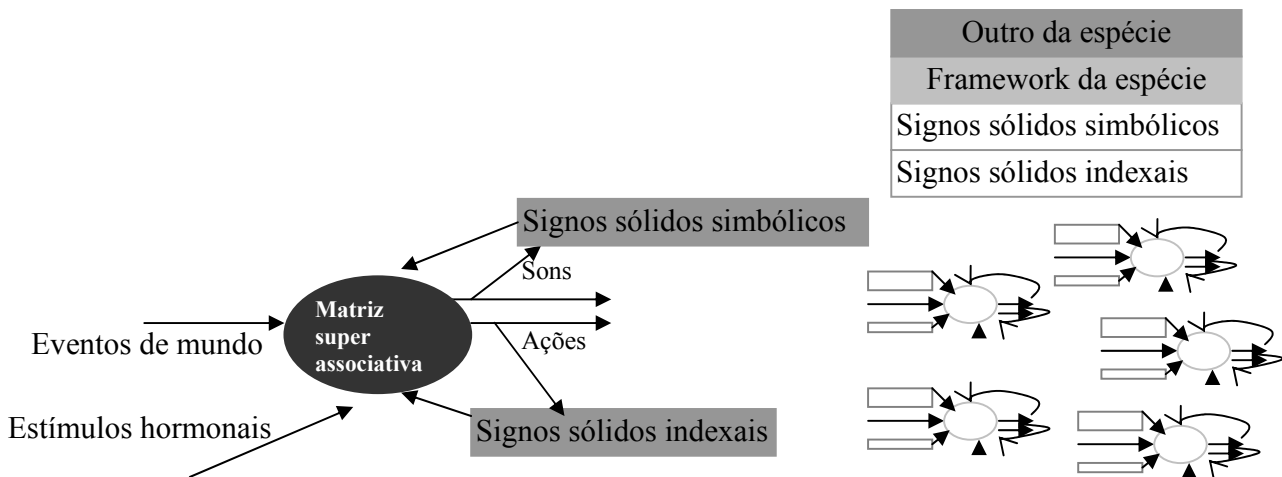 Outro da espécie
Framework da espécie
Signos sólidos simbólicos
Signos sólidos indexais
Signos sólidos simbólicos
Sons
Matriz
super
associativa
Eventos de mundo
Ações
Estímulos hormonais
Signos sólidos indexais